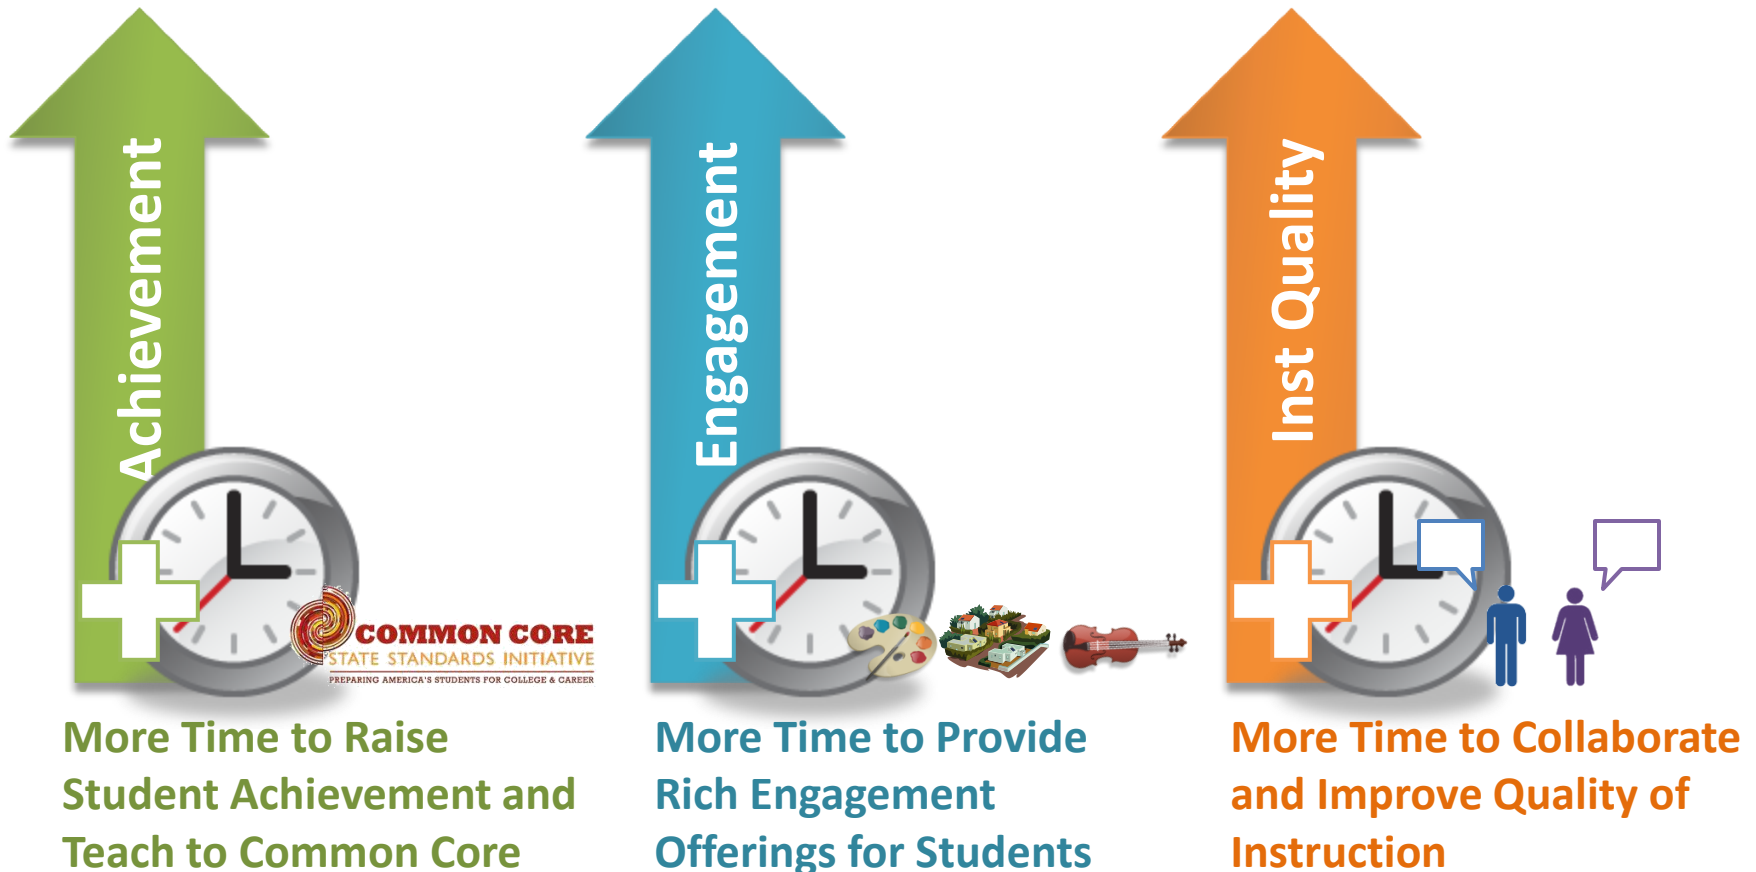 Achievement
Engagement
Inst Quality
COMMON CORE
STATE STANDARDS INITIATIVE
PREPARING AMERICA'S STUDENTS FOR COLLEGE & CAREER
More Time to Raise
Student Achievement and
Teach to Common Core
More Time to Provide
Rich Engagement
Offerings for Students
More Time to Collaborate
and Improve Quality of
Instruction